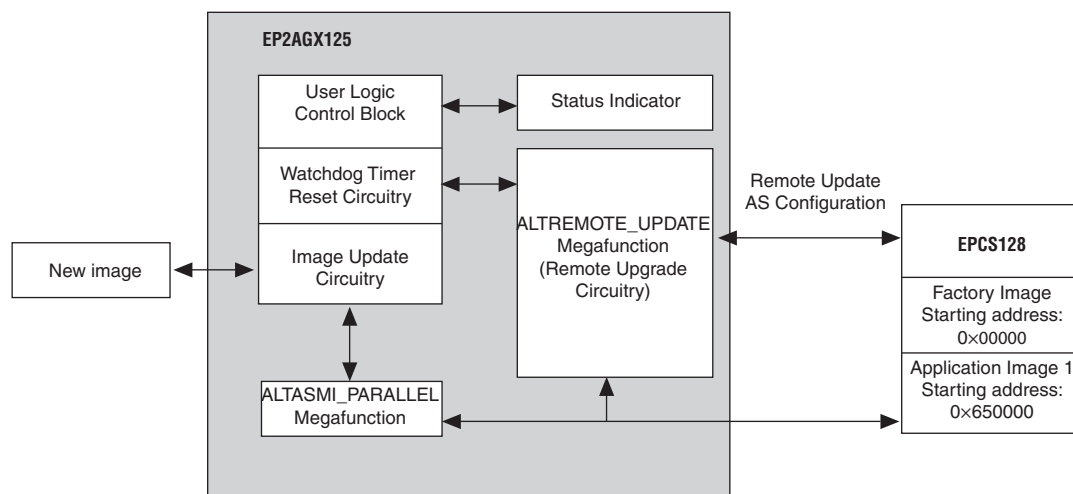 EP2AGX125
User Logic
Control Block
Status Indicator
Watchdog Timer
Reset Circuitry
ALTREMOTE_UPDATE
Megafunction
(Remote Upgrade
Circuitry)
Remote Update
AS Configuration
New image
Image Update
Circuitry
EPCS128
Factory Image
Starting address:
0×00000
Application Image 1
Starting address:
0×650000
ALTASMI_PARALLEL
Megafunction